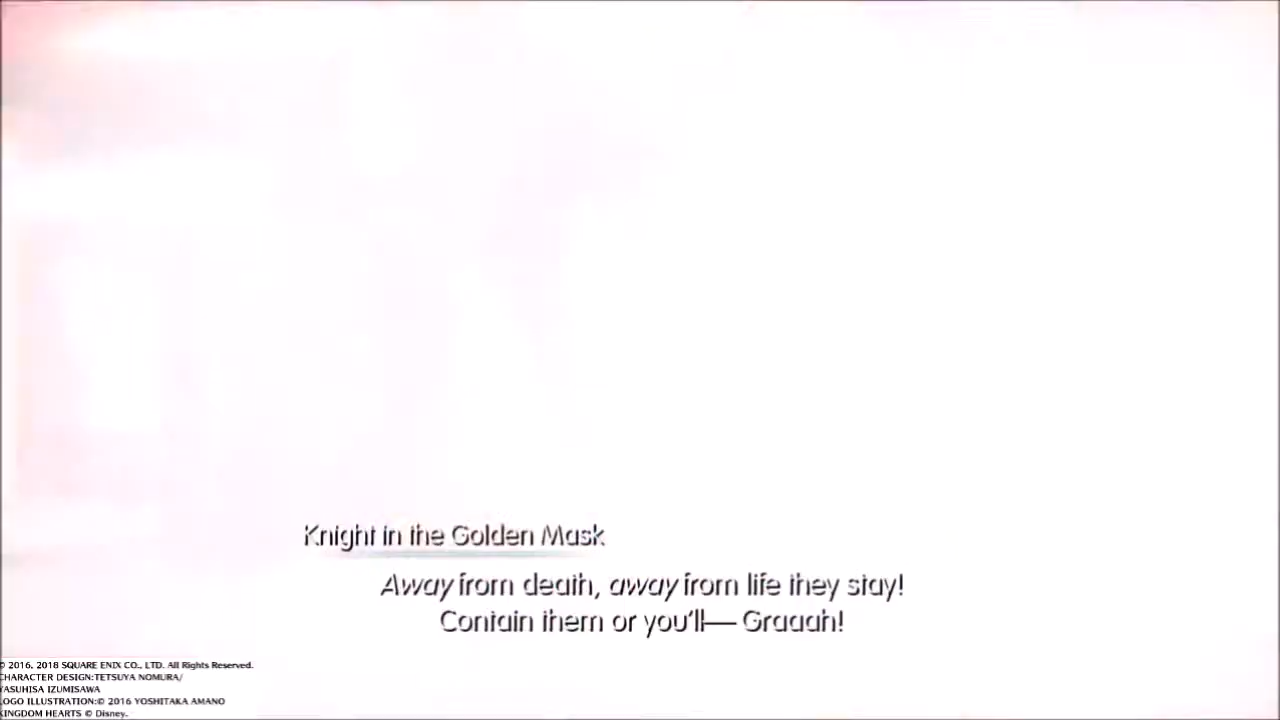 Knight in the Golden Mask
Away from death, away from life they stay!
Contain them or you'll— Graaah!
© 2016, 2018 SQUARE ENIX CO., LTD. All Rights Reserved.
CHARACTER DESIGN:TETSUYA NOMURA/
YASUHISA IZUMISAWA
LOGO ILLUSTRATION:© 2016 YOSHITAKA AMANO
KINGDOM HEARTS © Disney.